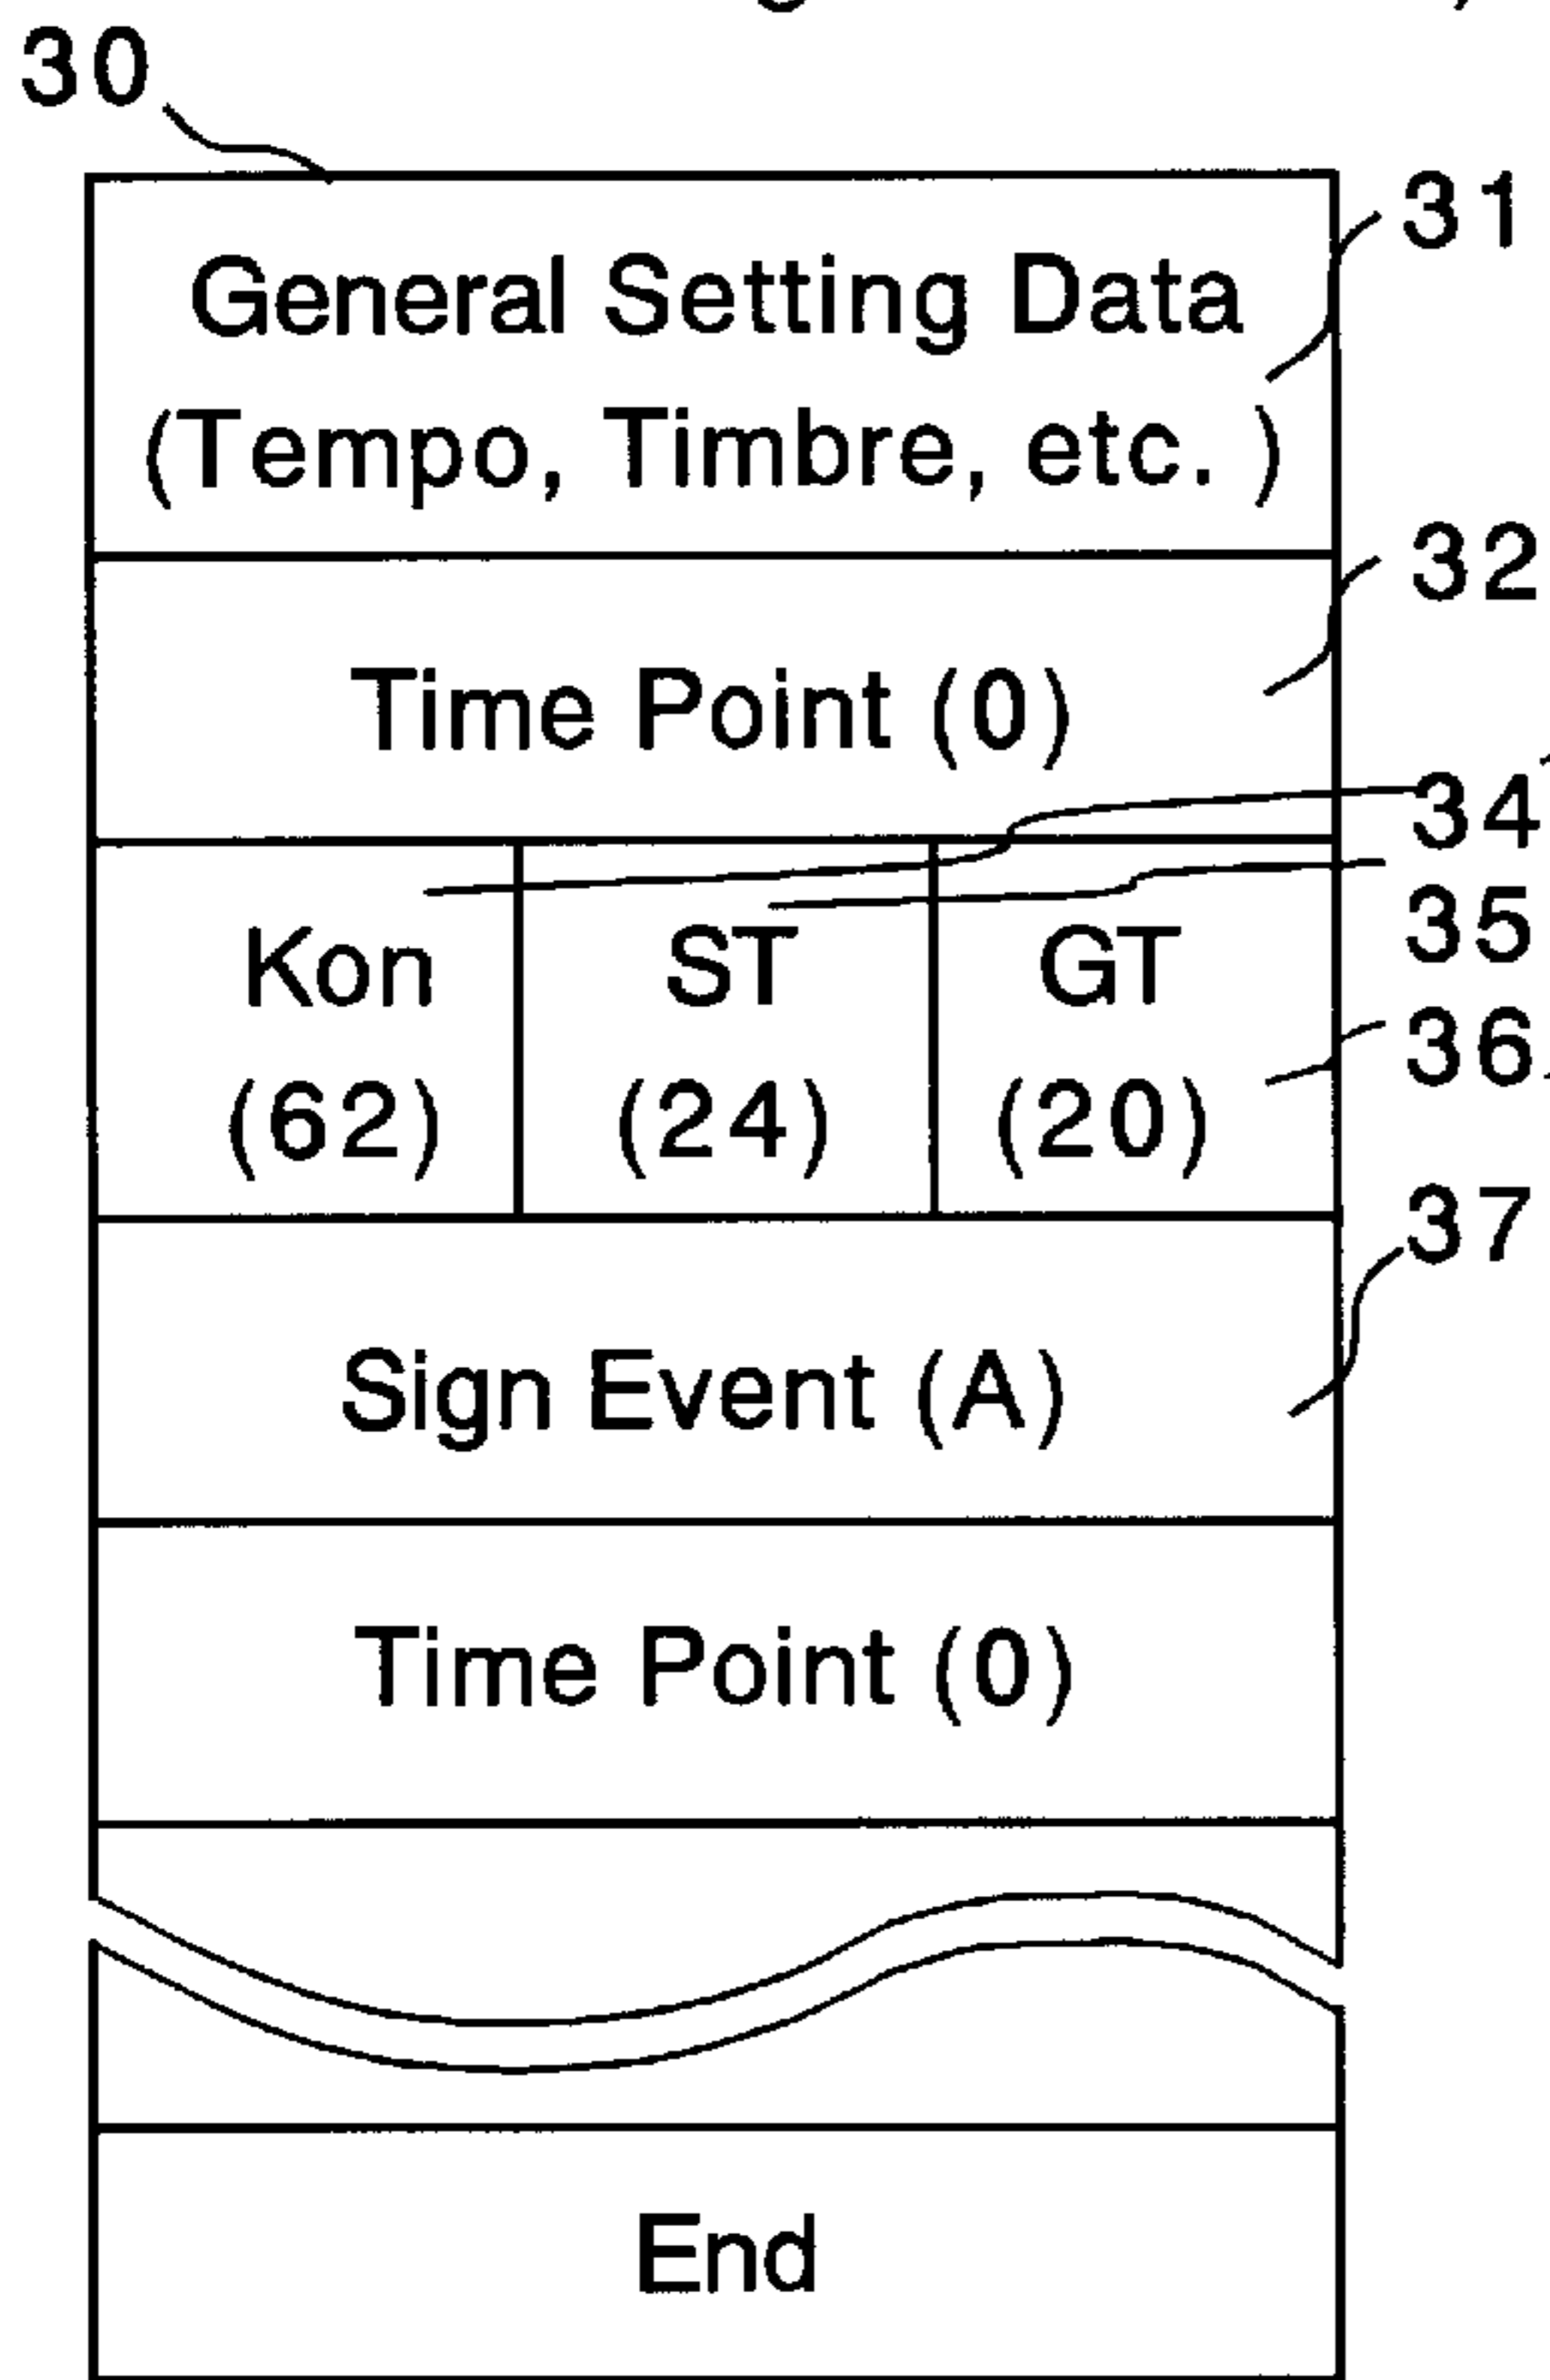 30
31
General Setting Data
(Tempo, Timbre, etc. )
32
Time Point (0)
34
35
Kon ST GT
36
(62) (24) (20)
37
Sign Event (A)
Time Point (0)
End